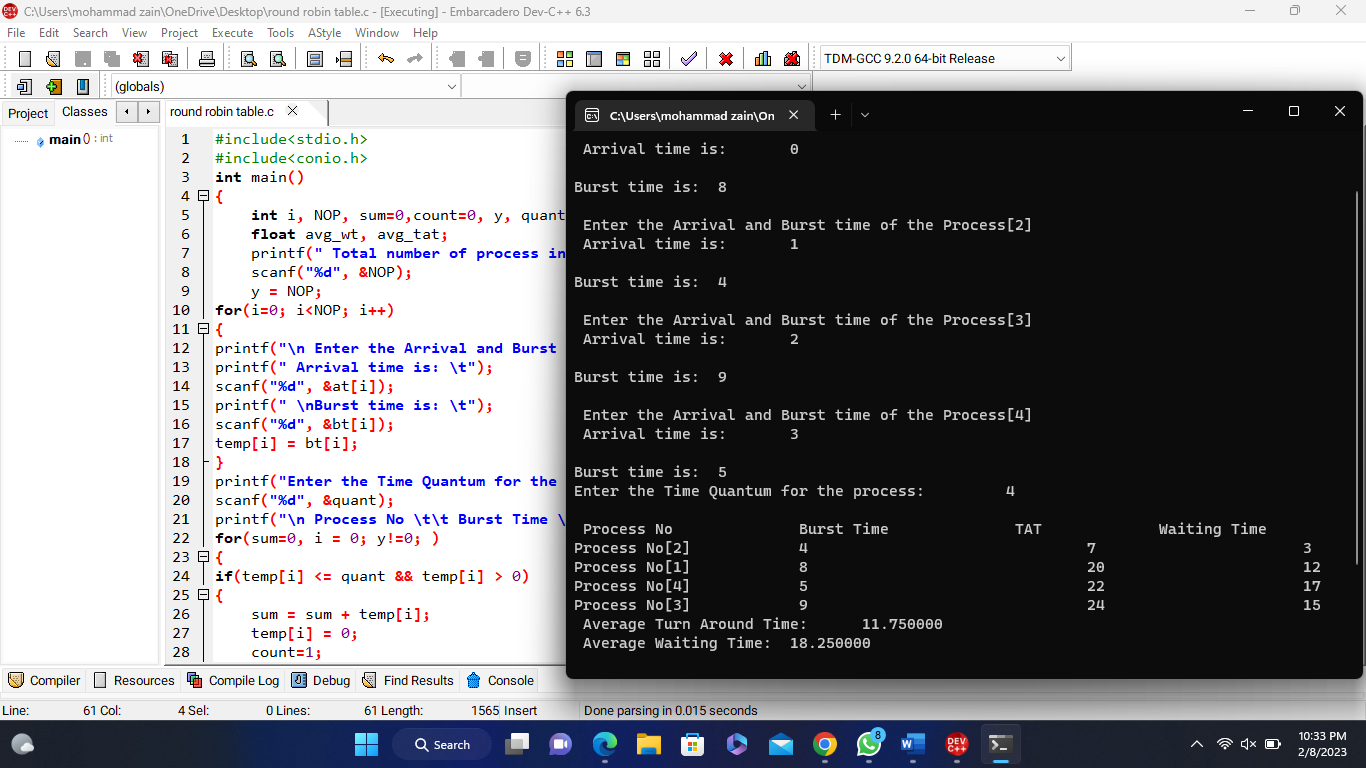 C:\Users\mohammad zain\OneDrive\Desktop\round robin table.c - [Executing] - Embarcadero Dev-C++ 6.3
File Edit Search View Project Execute Tools AStyle Window Help
TDM-GCC 9.2.0 64-bit Release
(globals)
Project Classes round robin table.c
main() : int
1 #include<stdio.h>
2 #include<conio.h>
3 int main()
4 {
5 int i, NOP, sum=0,count=0, y, quant
6 float avg_wt, avg_tat;
7 printf(" Total number of process in
8 scanf("%d", &NOP);
9 y = NOP;
10 for(i=0; i<NOP; i++)
11 {
12 printf("\n Enter the Arrival and Burst
13 printf(" Arrival time is: \t");
14 scanf("%d", &at[i]);
15 printf(" \nBurst time is: \t");
16 scanf("%d", &bt[i]);
17 temp[i] = bt[i];
18 }
19 printf("Enter the Time Quantum for the
20 scanf("%d", &quant);
21 printf("\n Process No \t\t Burst Time \
22 for(sum=0, i = 0; y!=0; )
23 {
24 if(temp[i] <= quant && temp[i] > 0)
25 {
26 sum = sum + temp[i];
27 temp[i] = 0;
28 count=1;
C:\Users\mohammad zain\On
Arrival time is: 0
Burst time is: 8
Enter the Arrival and Burst time of the Process[2]
Arrival time is: 1
Burst time is: 4
Enter the Arrival and Burst time of the Process[3]
Arrival time is: 2
Burst time is: 9
Enter the Arrival and Burst time of the Process[4]
Arrival time is: 3
Burst time is: 5
Enter the Time Quantum for the process: 4
Process No Burst Time TAT Waiting Time
Process No[2] 4 7 3
Process No[1] 8 20 12
Process No[4] 5 22 17
Process No[3] 9 24 15
Average Turn Around Time: 11.750000
Average Waiting Time: 18.250000
Compiler Resources Compile Log Debug Find Results Console
Line: 61 Col: 4 Sel: 0 Lines: 61 Length: 1565 Insert Done parsing in 0.015 seconds
Search
8
DEV C++
10:33 PM
2/8/2023